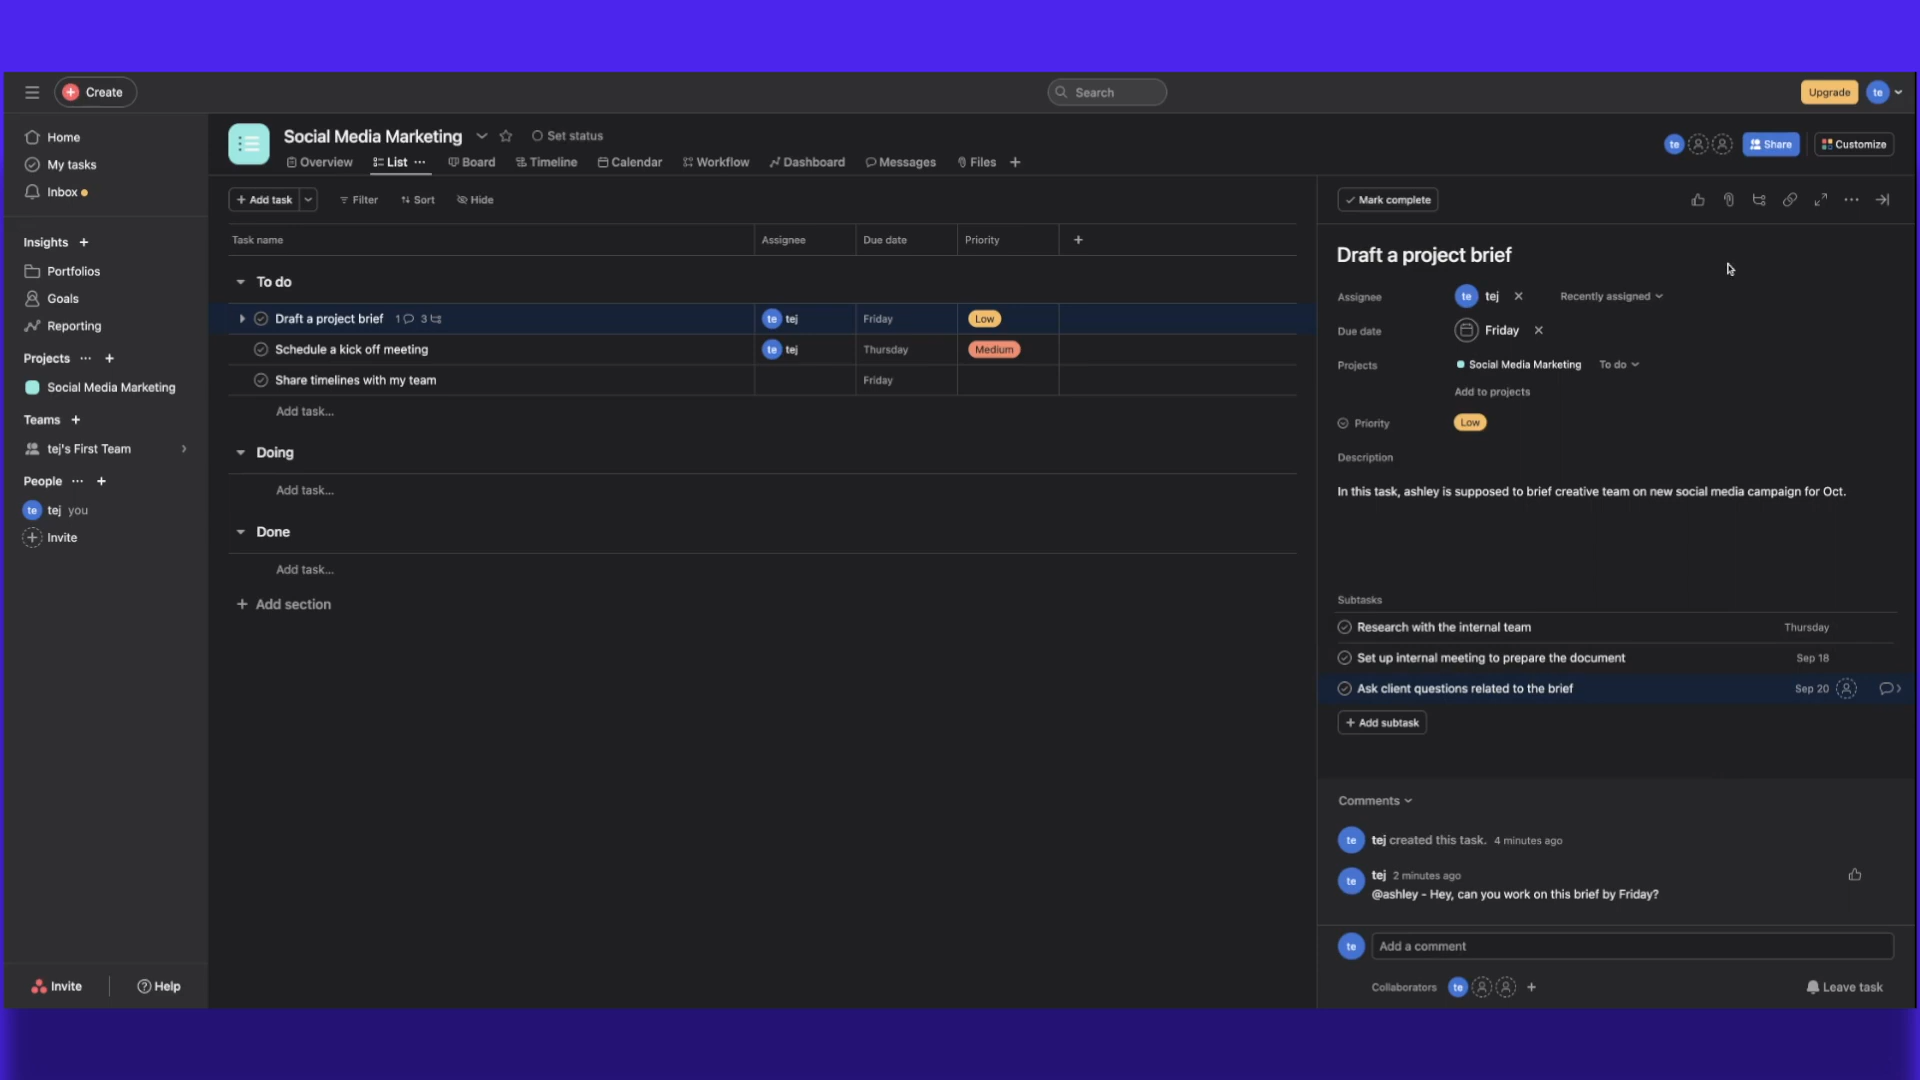 Create
Search
Upgrade
te
Home
My tasks
Inbox
Insights
Portfolios
Goals
Reporting
Projects
Social Media Marketing
Teams
tej's First Team
People
te tej you
Invite
Invite
Help
Social Media Marketing
Set status
Overview List Board Timeline Calendar Workflow Dashboard Messages Files
te
Share
Customize
Add task
Filter
Sort
Hide
Task name Assignee Due date Priority
To do
Draft a project brief 1 3 te tej Friday Low
Schedule a kick off meeting te tej Thursday Medium
Share timelines with my team Friday
Add task...
Doing
Add task...
Done
Add task...
Add section
Mark complete
Draft a project brief
Assignee te tej Recently assigned
Due date Friday
Projects Social Media Marketing To do
Add to projects
Priority Low
Description
In this task, ashley is supposed to brief creative team on new social media campaign for Oct.
Subtasks
Research with the internal team Thursday
Set up internal meeting to prepare the document Sep 18
Ask client questions related to the brief Sep 20
Add subtask
Comments
te tej created this task. 4 minutes ago
te tej 2 minutes ago
@ashley - Hey, can you work on this brief by Friday?
te Add a comment
Collaborators te
Leave task